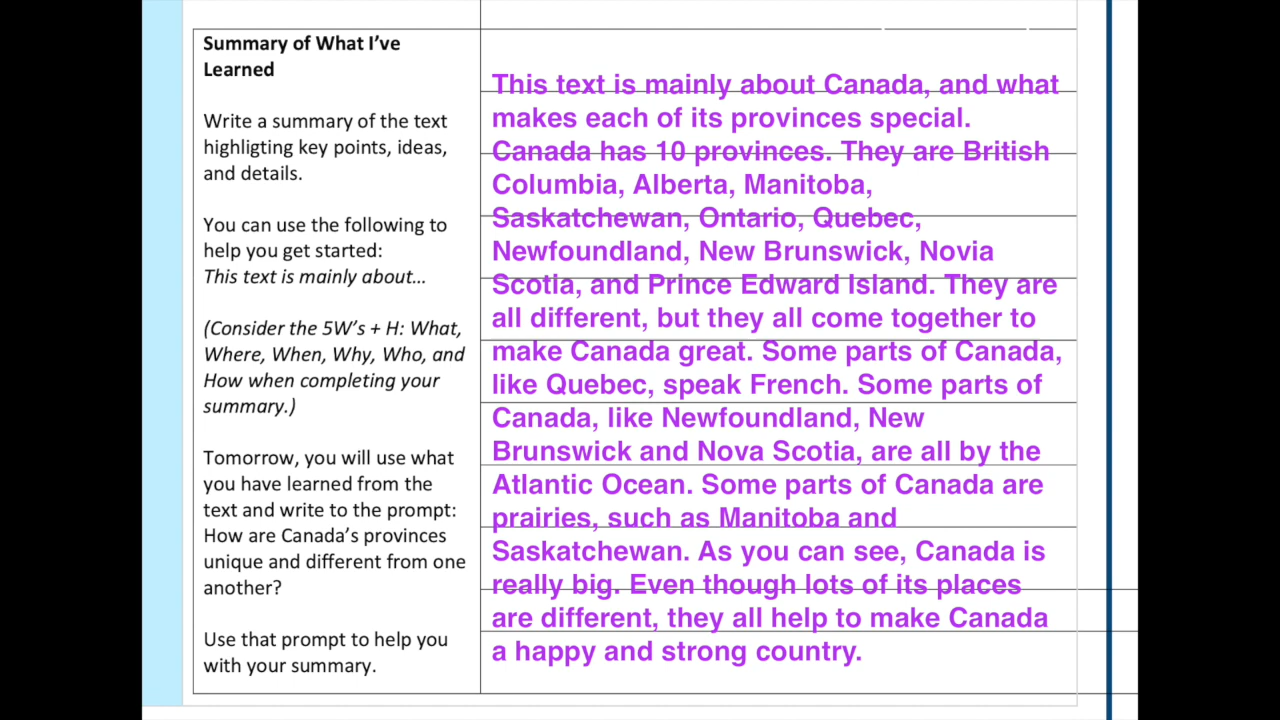 Summary of What I've
Learned
Write a summary of the text
highligting key points, ideas,
and details.
You can use the following to
help you get started:
This text is mainly about…
(Consider the 5W's + H: What,
Where, When, Why, Who, and
How when completing your
summary.)
Tomorrow, you will use what
you have learned from the
text and write to the prompt:
How are Canada's provinces
unique and different from one
another?
Use that prompt to help you
with your summary.
This text is mainly about Canada, and what
makes each of its provinces special.
Canada has 10 provinces. They are British
Columbia, Alberta, Manitoba,
Saskatchewan, Ontario, Quebec,
Newfoundland, New Brunswick, Novia
Scotia, and Prince Edward Island. They are
all different, but they all come together to
make Canada great. Some parts of Canada,
like Quebec, speak French. Some parts of
Canada, like Newfoundland, New
Brunswick and Nova Scotia, are all by the
Atlantic Ocean. Some parts of Canada are
prairies, such as Manitoba and
Saskatchewan. As you can see, Canada is
really big. Even though lots of its places
are different, they all help to make Canada
a happy and strong country.